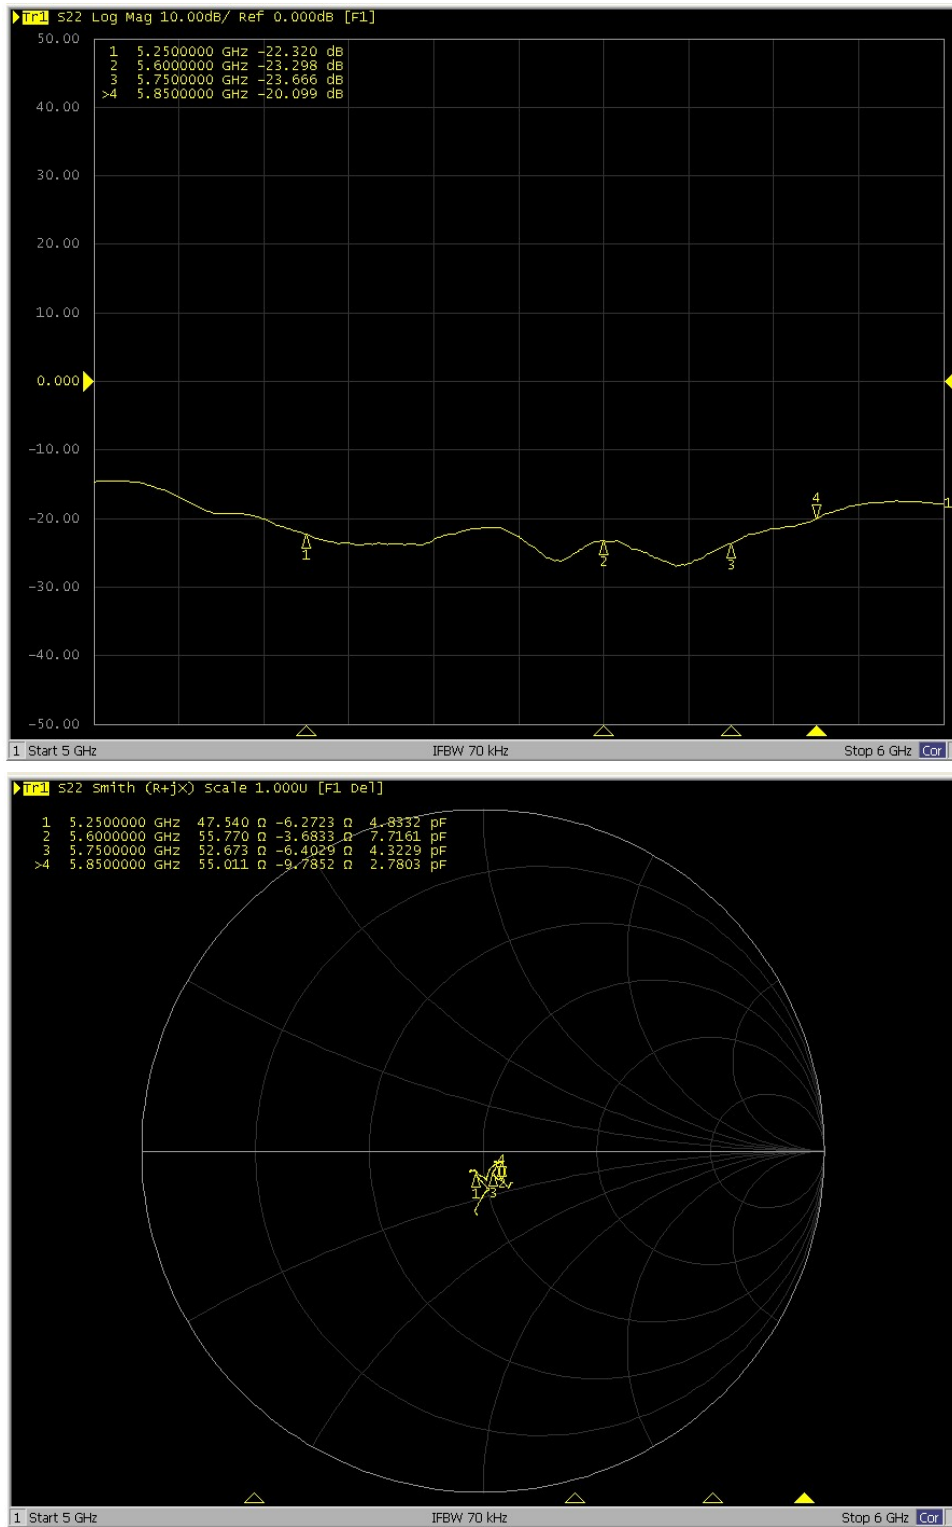 Tr1 S22 Log Mag 10.00dB/ Ref 0.000dB [F1]
50.00
1 5.2500000 GHz -22.320 dB
2 5.6000000 GHz -23.298 dB
3 5.7500000 GHz -23.666 dB
>4 5.8500000 GHz -20.099 dB
40.00
30.00
20.00
10.00
0.000
-10.00
4
1
-20.00
1
2
3
-30.00
-40.00
-50.00
1 Start 5 GHz IFBW 70 kHz Stop 6 GHz Cor
Tr1 S22 Smith (R+jX) Scale 1.000U [F1 Del]
1 5.2500000 GHz 47.540 Ω -6.2723 Ω 4.8332 pF
2 5.6000000 GHz 55.770 Ω -3.6833 Ω 7.7161 pF
3 5.7500000 GHz 52.673 Ω -6.4029 Ω 4.3229 pF
>4 5.8500000 GHz 55.011 Ω -9.7852 Ω 2.7803 pF
4
1 3 2
1 Start 5 GHz IFBW 70 kHz Stop 6 GHz Cor